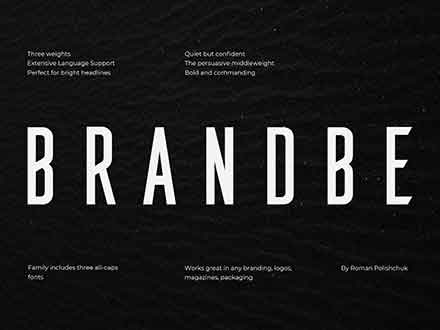 Three weights
Extensive Language Support
Perfect for bright headlines
Quiet but confident
The persuasive middleweight
Bold and commanding
BRANDBE
Family includes three all-caps
fonts
Works great in any branding, logos,
magazines, packaging
By Roman Polishchuk